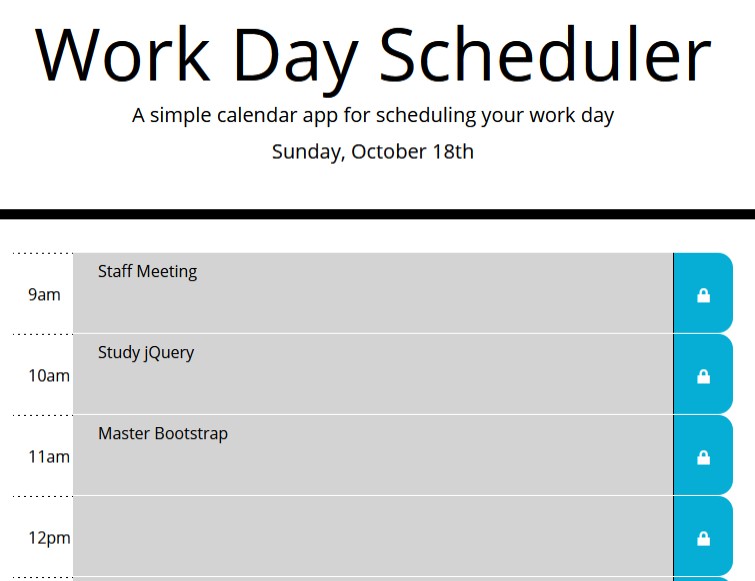 Work Day Scheduler
A simple calendar app for scheduling your work day
Sunday, October 18th
9am
Staff Meeting
10am
Study jQuery
11am
Master Bootstrap
12pm